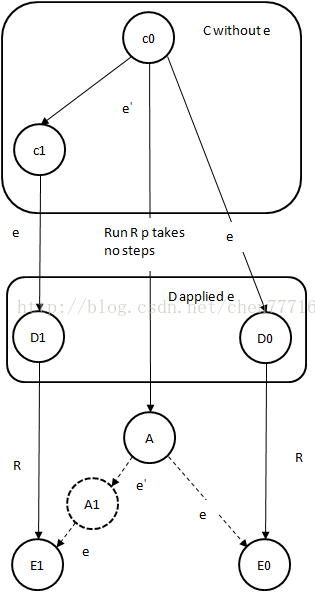 c0
C without e
e'
c1
e
Run R p takes
no steps
e
D applied e
http://blog.csdn.net/chen77716
D1
D0
A
R
R
e'
A1
e
e
E1
E0